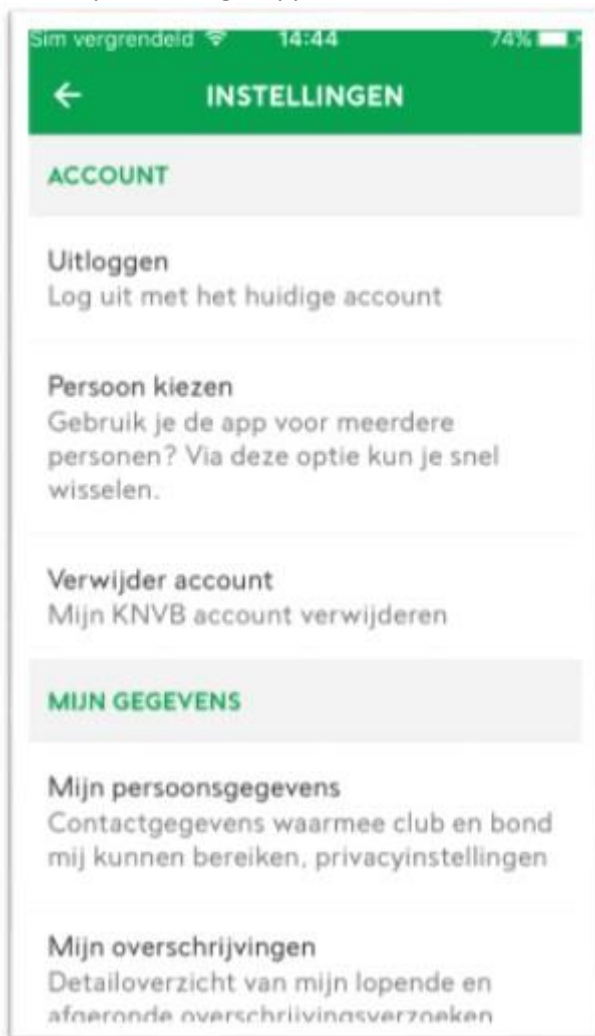 Sim vergrendeld 14:44 74%
INSTELLINGEN
ACCOUNT
Uitloggen
Log uit met het huidige account
Persoon kiezen
Gebruik je de app voor meerdere
personen? Via deze optie kun je snel
wisselen.
Verwijder account
Mijn KNVB account verwijderen
MIJN GEGEVENS
Mijn persoonsgegevens
Contactgegevens waarmee club en bond
mij kunnen bereiken, privacyinstellingen
Mijn overschrijvingen
Detailoverzicht van mijn lopende en
afgeronde overschrijvingsverzoeken